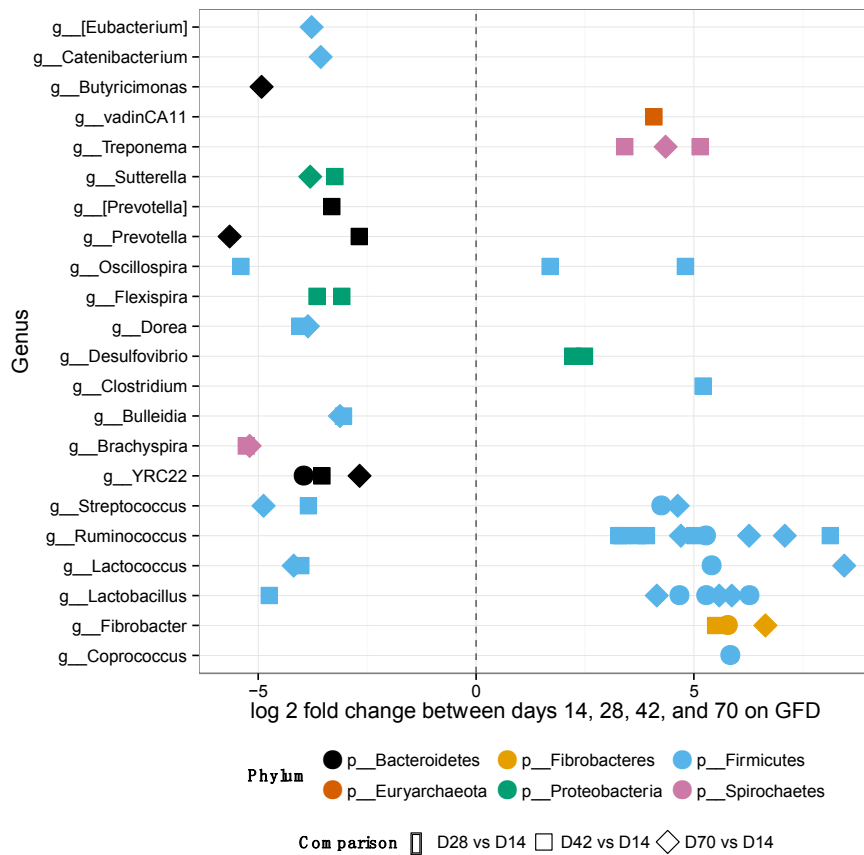 g__[Eubacterium]
g__Catenibacterium
g__Butyricimonas
g__vadinCA11
g__Treponema
g__Sutterella
g__[Prevotella]
g__Prevotella
g__Oscillospira
g__Flexispira
g__Dorea
g__Desulfovibrio
g__Clostridium
g__Bulleidia
g__Brachyspira
g__YRC22
g__Streptococcus
g__Ruminococcus
g__Lactococcus
g__Lactobacillus
g__Fibrobacter
g__Coprococcus
Genus
−5 0 5
log 2 fold change between days 14, 28, 42, and 70 on GFD
Phylum
p__Bacteroidetes p__Fibrobacteres p__Firmicutes
p__Euryarchaeota p__Proteobacteria p__Spirochaetes
Comparison D28 vs D14 D42 vs D14 D70 vs D14